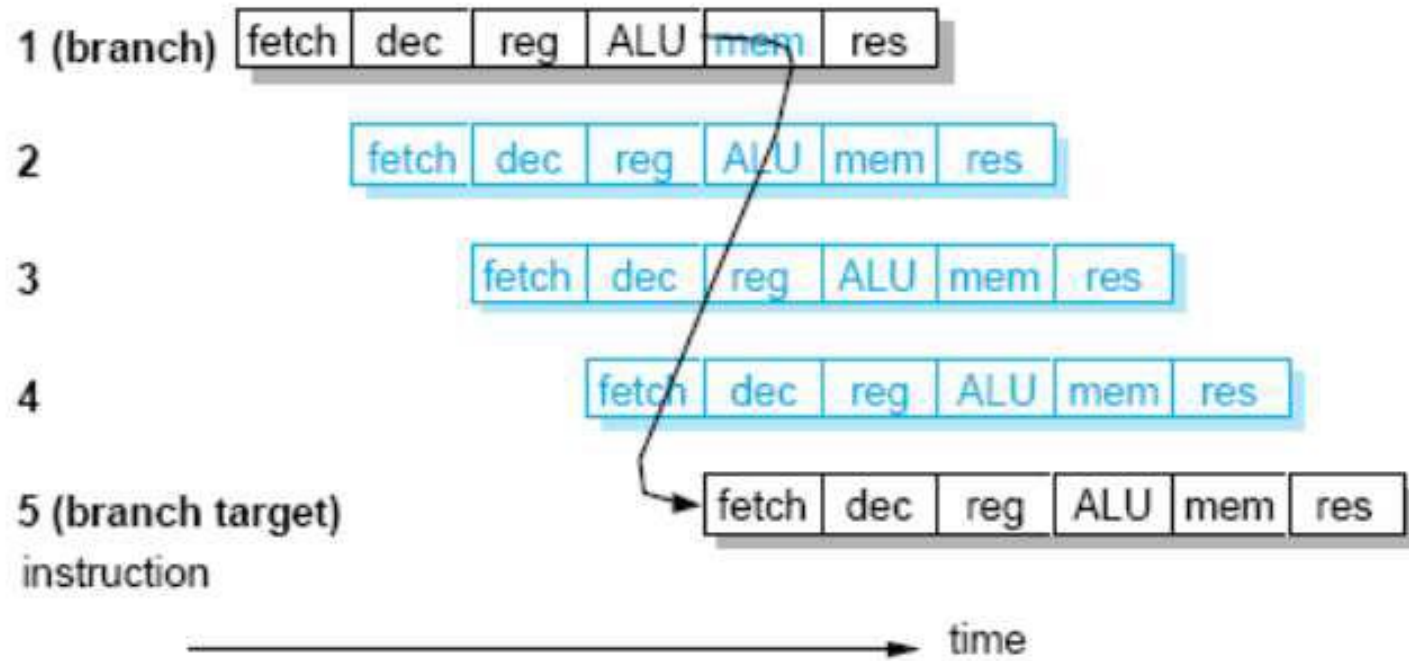 1 (branch) fetch dec reg ALU mem res
2 fetch dec reg ALU mem res
3 fetch dec reg ALU mem res
4 fetch dec reg ALU mem res
5 (branch target) fetch dec reg ALU mem res
instruction
time